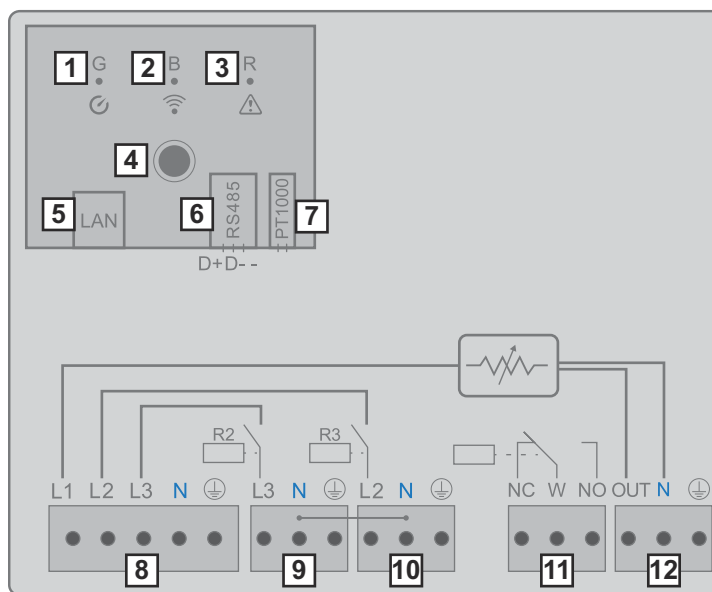 1 G 2 B 3 R
4
5 LAN 6 RS485 PT1000 7
D+D- -
R2 R3
L1 L2 L3 N L3 N L2 N NC W NO OUT N
8 9 10 11 12